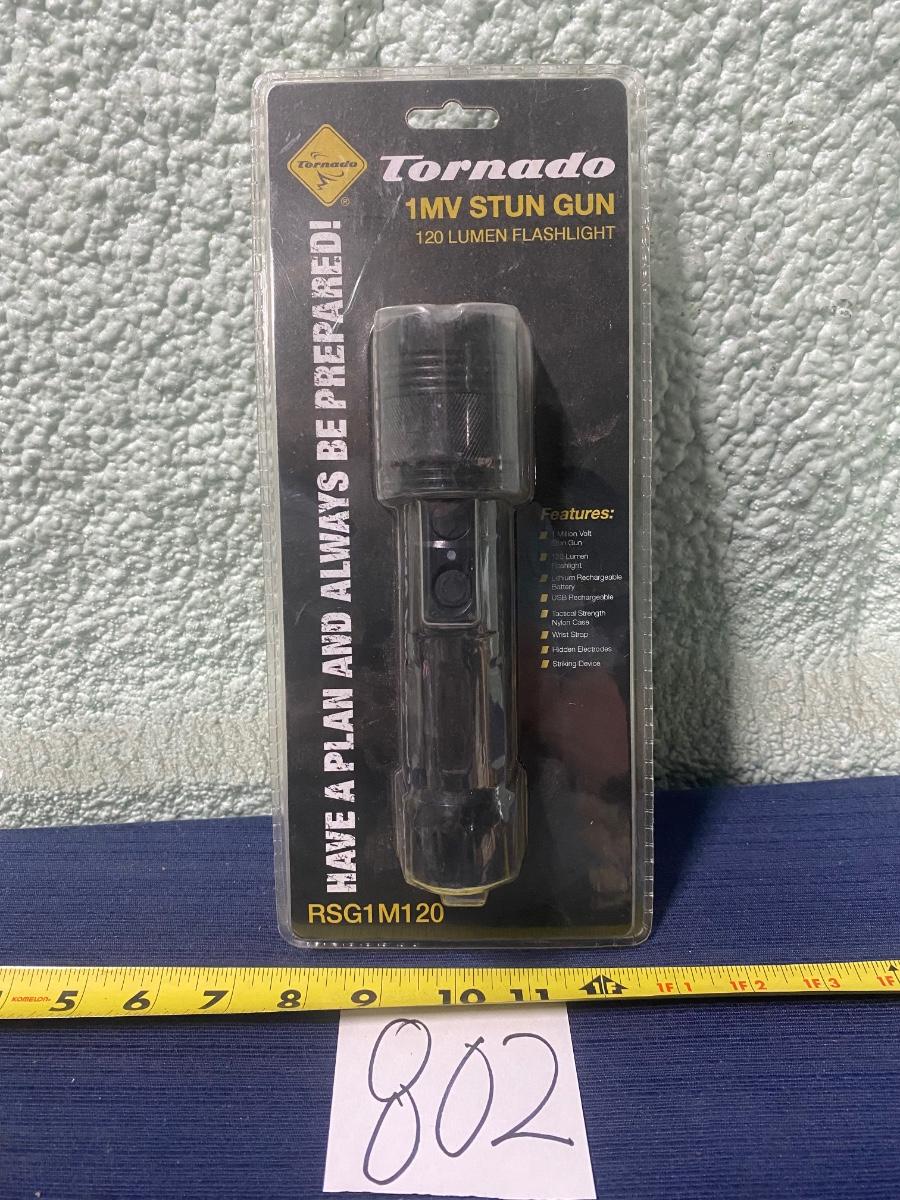 Tornado
®
Tornado
1MV STUN GUN
120 LUMEN FLASHLIGHT
HAVE A PLAN AND ALWAYS BE PREPARED!
Features:
1 Million Volt
Stun Gun
120 Lumen
Flashlight
Lithium Rechargeable
Battery
USB Rechargeable
Tactical Strength
Nylon Case
Wrist Strap
Hidden Electrodes
Striking Device
RSG1M120
KOMELON 5 6 7 8 9 10 11 1F 1F1 1F2 1F3 1F
802